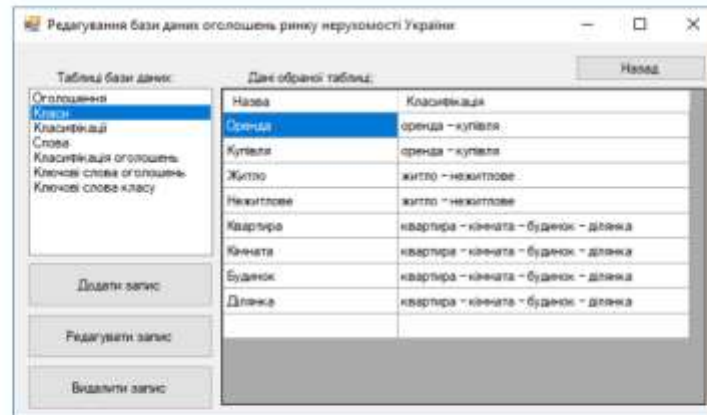 Редагування бази даних оголошень ринку нерухомості України
Назад
Таблиці бази даних:
Дані обраної таблиці:
Оголошення
Класи
Класифікації
Слова
Класифікація оголошень
Ключові слова оголошень
Ключові слова класу
Назва Класифікація
Оренда оренда – купівля
Купівля оренда – купівля
Житло житло – нежитлове
Нежитлове житло – нежитлове
Квартира квартира – кімната – будинок – ділянка
Кімната квартира – кімната – будинок – ділянка
Будинок квартира – кімната – будинок – ділянка
Ділянка квартира – кімната – будинок – ділянка
Додати запис
Редагувати запис
Видалити запис